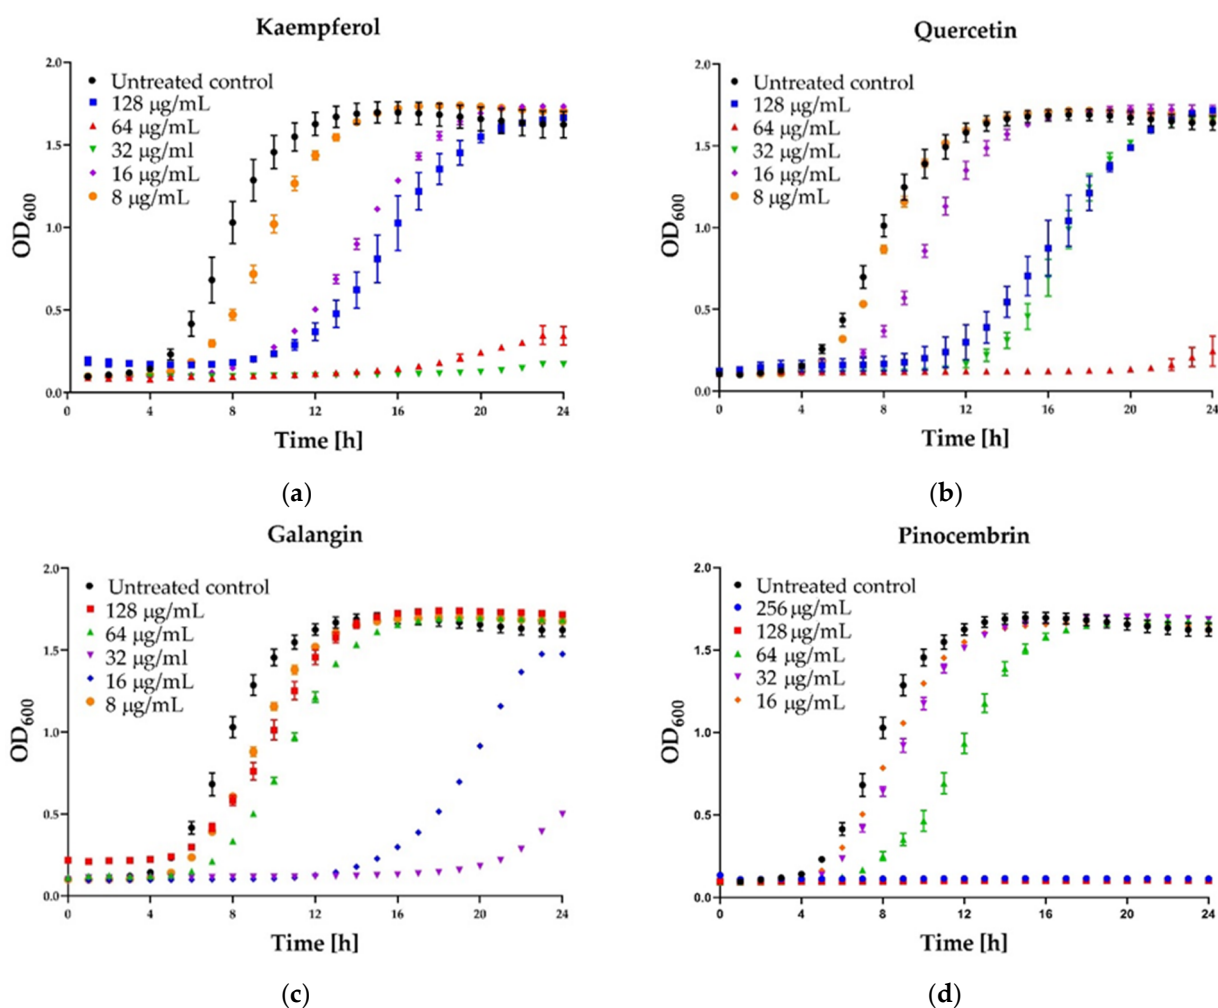 Kaempferol
2.0
1.5
1.0
0.5
0.0
OD600
Untreated control
128 µg/mL
64 µg/mL
32 µg/ml
16 µg/mL
8 µg/mL
0 4 8 12 16 20 24
Time [h]
(a)
Quercetin
2.0
1.5
1.0
0.5
0.0
OD600
Untreated control
128 µg/mL
64 µg/mL
32 µg/mL
16 µg/mL
8 µg/mL
0 4 8 12 16 20 24
Time [h]
(b)
Galangin
2.0
1.5
1.0
0.5
0.0
OD600
Untreated control
128 µg/mL
64 µg/mL
32 µg/ml
16 µg/mL
8 µg/mL
0 4 8 12 16 20 24
Time [h]
(c)
Pinocembrin
2.0
1.5
1.0
0.5
0.0
OD600
Untreated control
256 µg/mL
128 µg/mL
64 µg/mL
32 µg/mL
16 µg/mL
0 4 8 12 16 20 24
Time [h]
(d)